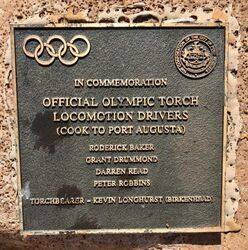 IN COMMEMORATION
OFFICIAL OLYMPIC TORCH
LOCOMOTION DRIVERS
(COOK TO PORT AUGUSTA)
RODERICK BAKER
GRANT DRUMMOND
DARREN READ
PETER ROBBINS
TORCHBEARER - KEVIN LONGHURST (BIRKENHEAD)